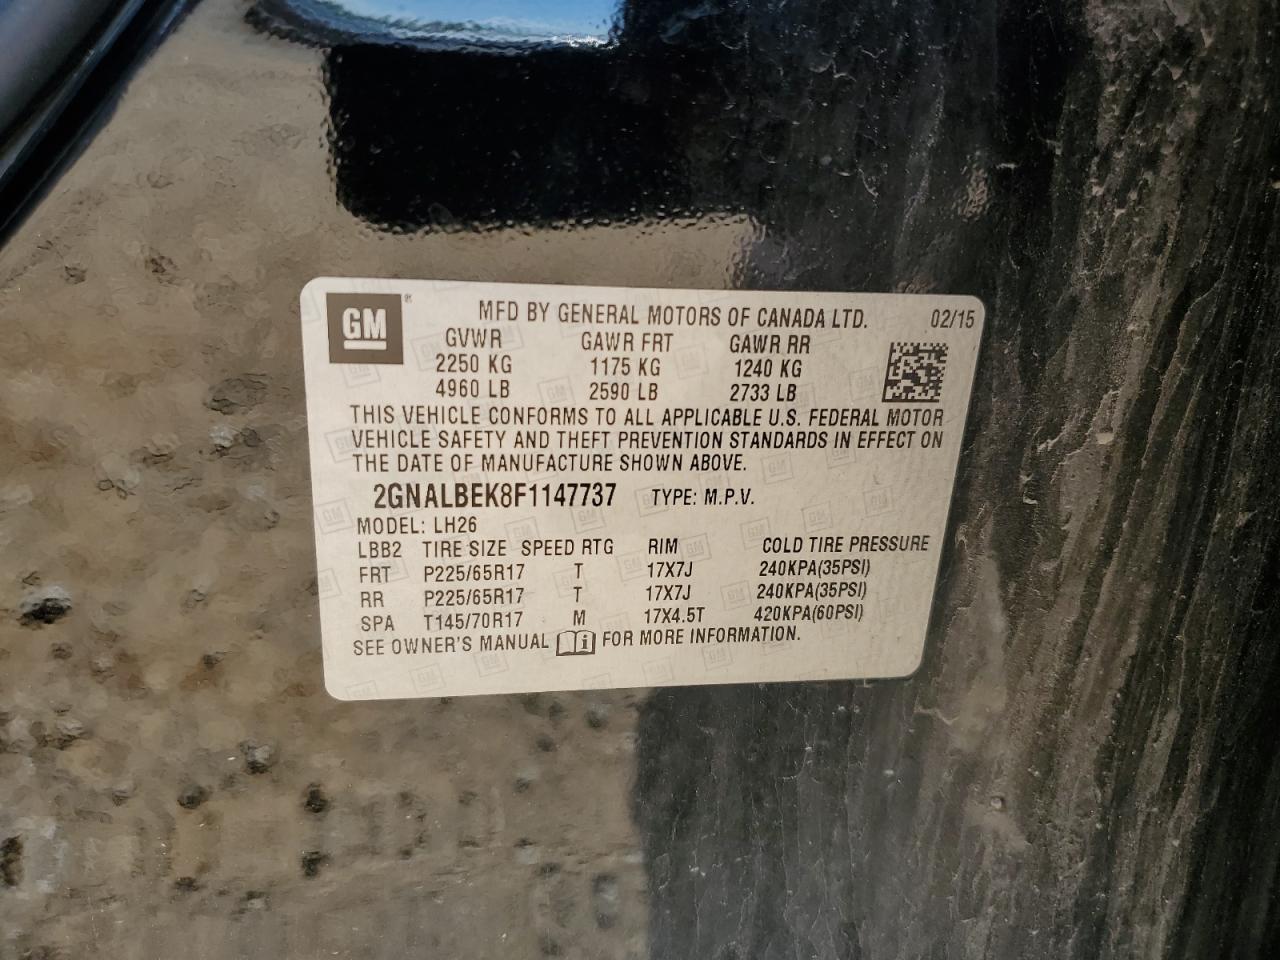 GM ® MFD BY GENERAL MOTORS OF CANADA LTD. 02/15
GVWR GAWR FRT GAWR RR
2250 KG 1175 KG 1240 KG
4960 LB 2590 LB 2733 LB
THIS VEHICLE CONFORMS TO ALL APPLICABLE U.S. FEDERAL MOTOR
VEHICLE SAFETY AND THEFT PREVENTION STANDARDS IN EFFECT ON
THE DATE OF MANUFACTURE SHOWN ABOVE.
2GNALBEK8F1147737 TYPE: M.P.V.
MODEL: LH26
LBB2 TIRE SIZE SPEED RTG RIM COLD TIRE PRESSURE
FRT P225/65R17 T 17X7J 240KPA(35PSI)
RR P225/65R17 T 17X7J 240KPA(35PSI)
SPA T145/70R17 M 17X4.5T 420KPA(60PSI)
SEE OWNER'S MANUAL i FOR MORE INFORMATION.